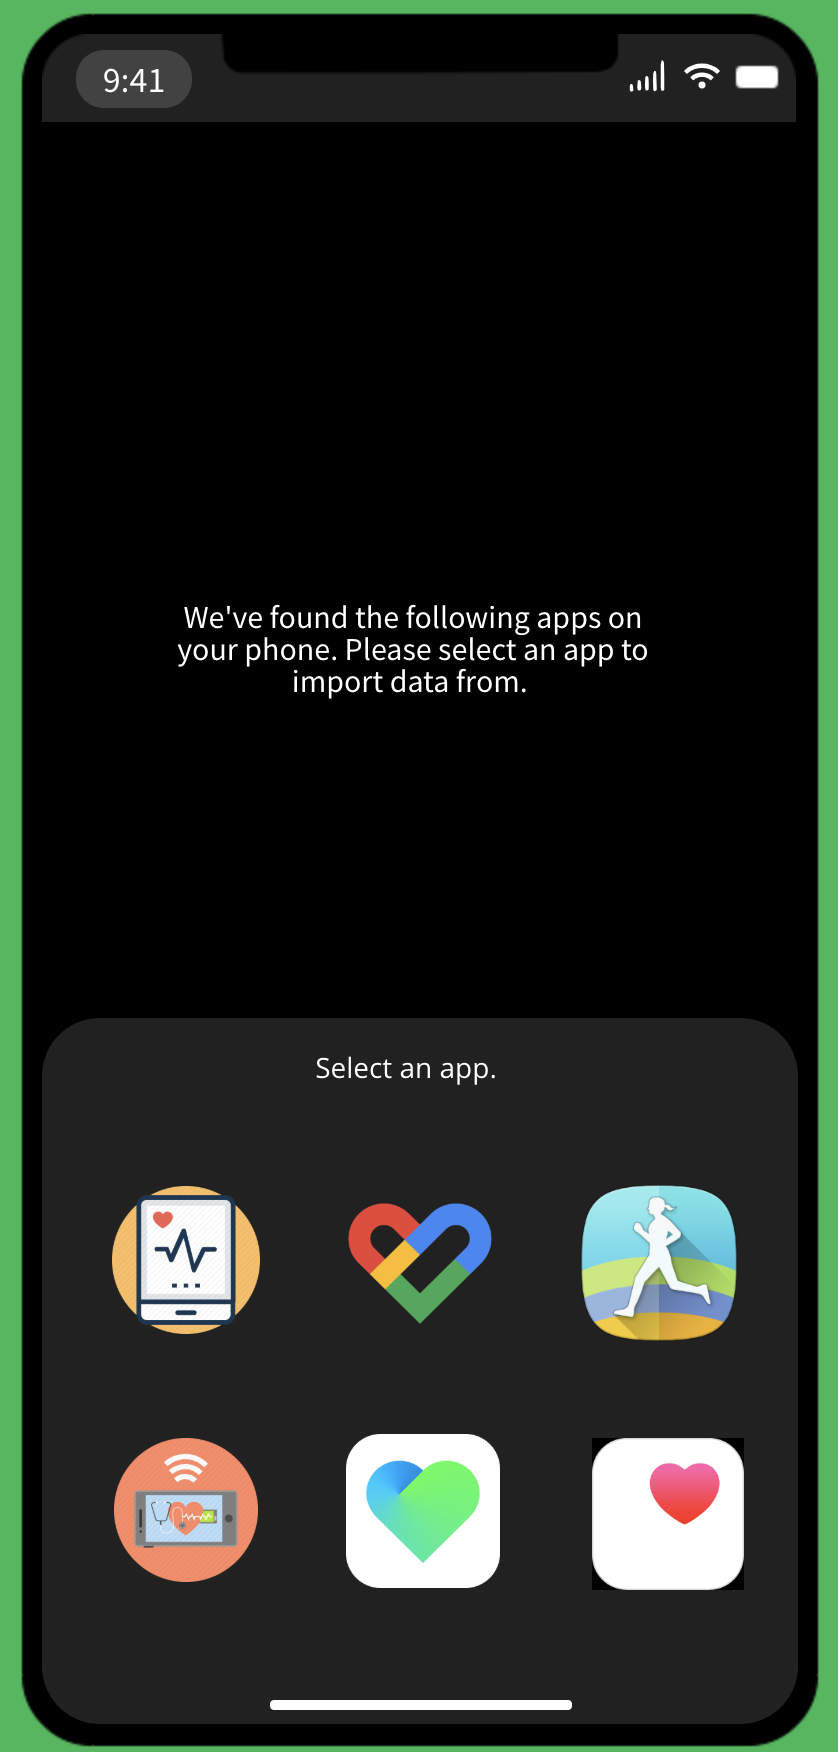 9:41
We've found the following apps on
your phone. Please select an app to
import data from.
Select an app.